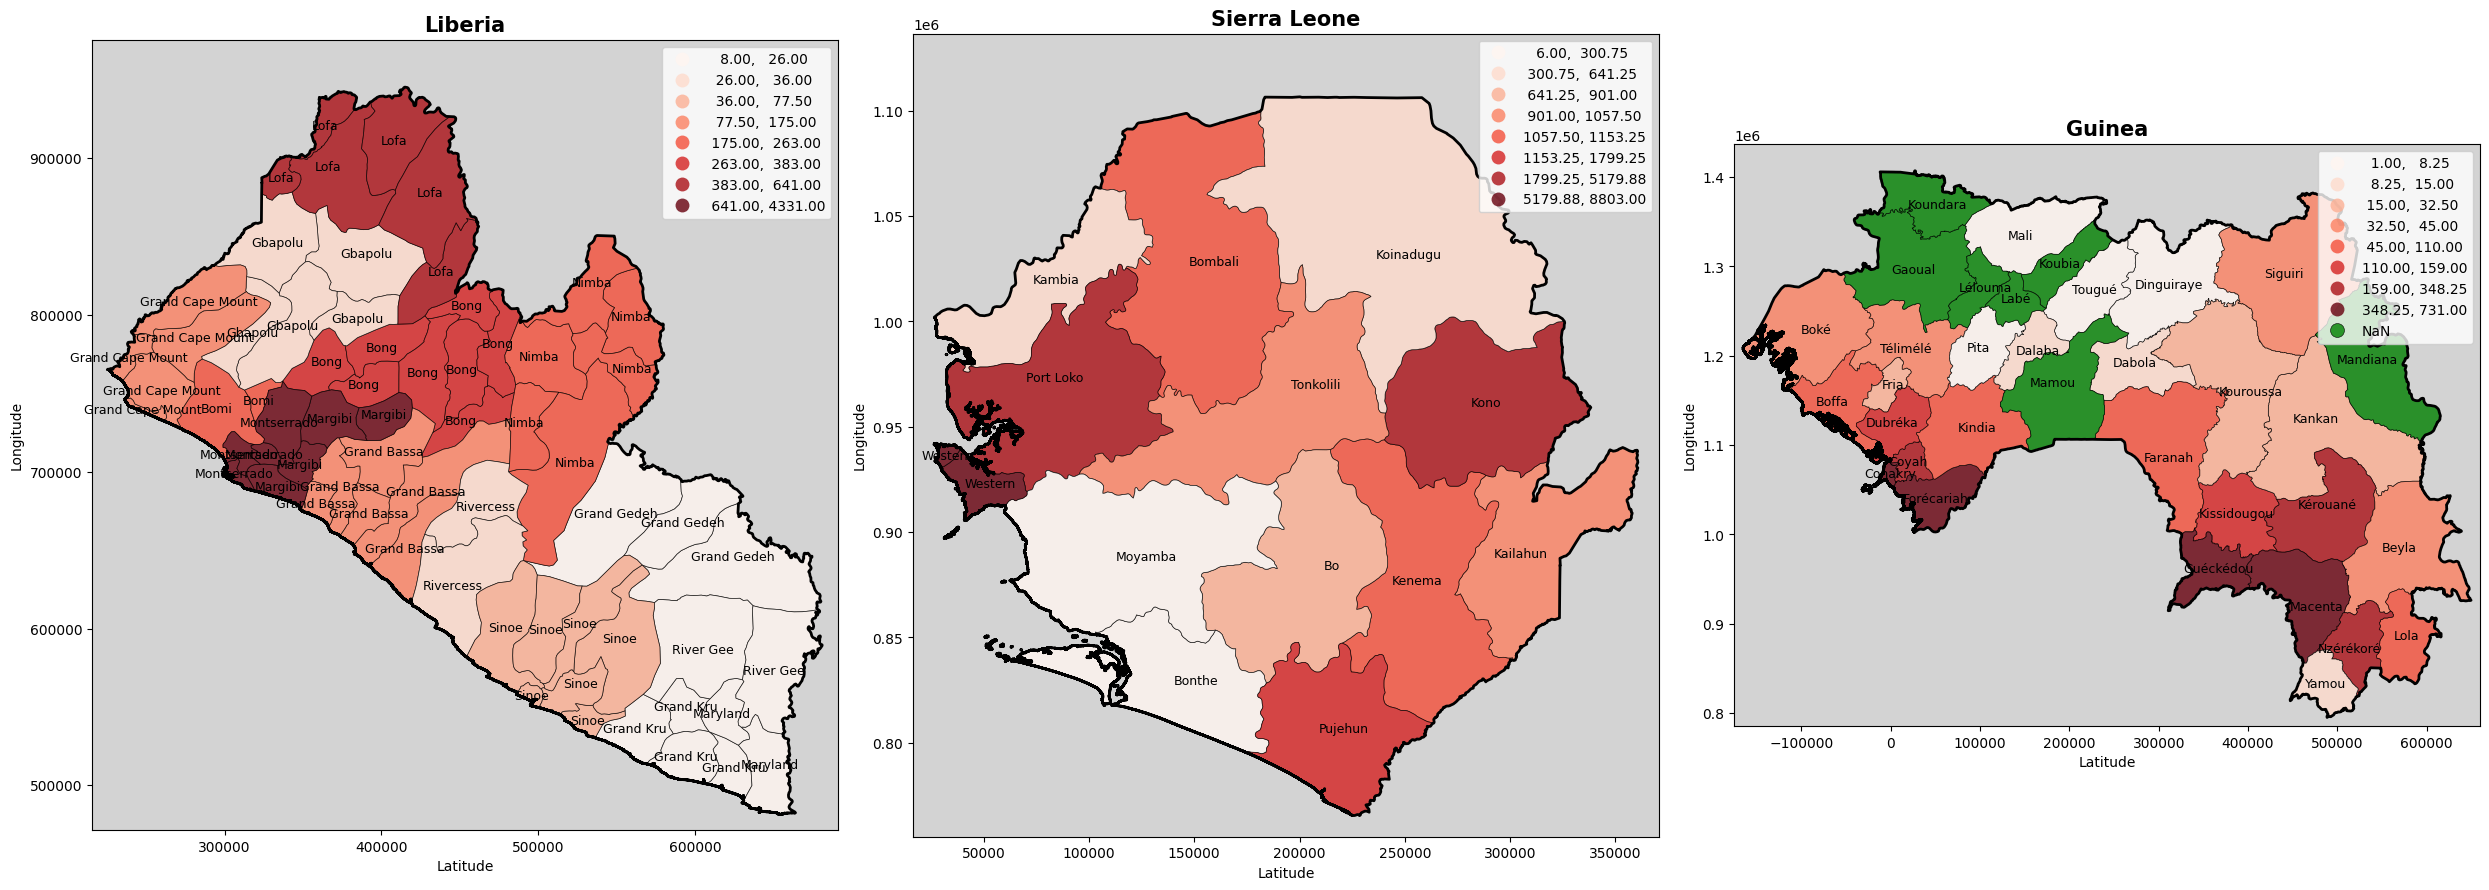 Liberia
8.00, 26.00
26.00, 36.00
36.00, 77.50
77.50, 175.00
175.00, 263.00
263.00, 383.00
383.00, 641.00
641.00, 4331.00
Lofa
Lofa
Lofa
Lofa
Lofa
Lofa
Gbapolu
Gbapolu
Gbapolu
Gbapolu
Gbapolu
Grand Cape Mount
Grand Cape Mount
Grand Cape Mount
Grand Cape Mount
Grand Cape Mount
Bomi
Bomi
Bong
Bong
Bong
Bong
Bong
Bong
Bong
Bong
Nimba
Nimba
Nimba
Nimba
Nimba
Nimba
Montserrado
Margibi
Margibi
Montserrado
Montserrado
Margibi
Montserrado
Margibi
Grand Bassa
Grand Bassa
Grand Bassa
Grand Bassa
Grand Bassa
Grand Bassa
Rivercess
Rivercess
Grand Gedeh
Grand Gedeh
Grand Gedeh
Sinoe
Sinoe
Sinoe
Sinoe
Sinoe
Sinoe
Sinoe
River Gee
River Gee
Grand Kru
Grand Kru
Grand Kru
Grand Kru
Maryland
Maryland
900000
800000
700000
600000
500000
Longitude
300000 400000 500000 600000
Latitude
Sierra Leone
1e6
6.00, 300.75
300.75, 641.25
641.25, 901.00
901.00, 1057.50
1057.50, 1153.25
1153.25, 1799.25
1799.25, 5179.88
5179.88, 8803.00
Koinadugu
Bombali
Kambia
Port Loko
Tonkolili
Kono
Western
Western
Moyamba
Bo
Kenema
Kailahun
Bonthe
Pujehun
1.10
1.05
1.00
0.95
0.90
0.85
0.80
Longitude
50000 100000 150000 200000 250000 300000 350000
Latitude
Guinea
1e6
1.00, 8.25
8.25, 15.00
15.00, 32.50
32.50, 45.00
45.00, 110.00
110.00, 159.00
159.00, 348.25
348.25, 731.00
NaN
Koundara
Mali
Gaoual
Koubia
Siguiri
Lélouma
Labé
Tougué
Dinguiraye
Boké
Télimélé
Pita
Dalaba
Dabola
Mandiana
Mamou
Fria
Kouroussa
Boffa
Dubréka
Kindia
Kankan
Coyah
Conakry
Faranah
Forécariah
Kissidougou
Kérouané
Beyla
Guéckédou
Macenta
Lola
Nzérékoré
Yamou
1.4
1.3
1.2
1.1
1.0
0.9
0.8
Longitude
−100000 0 100000 200000 300000 400000 500000 600000
Latitude